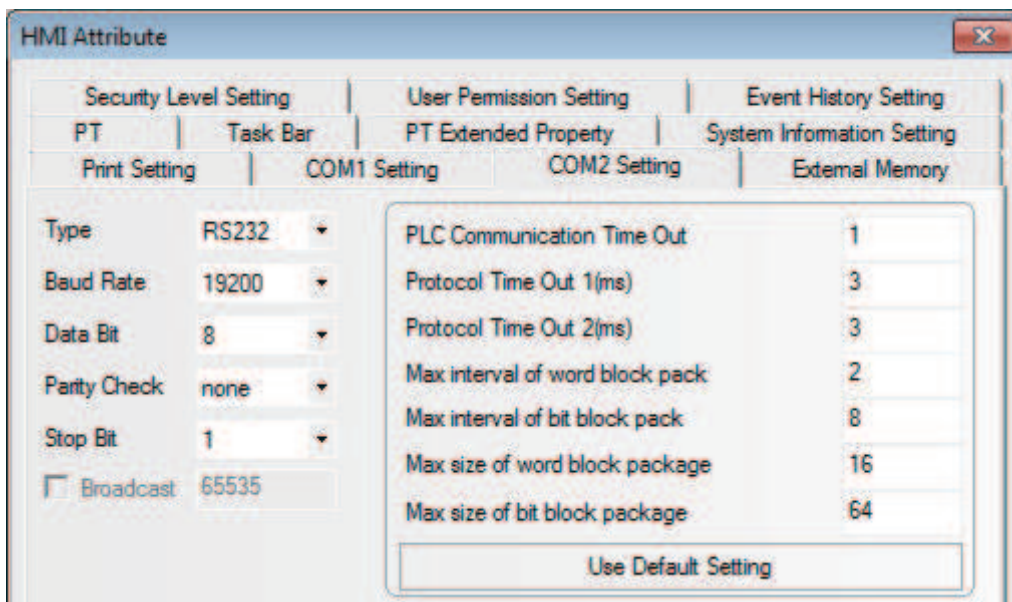 HMI Attribute
Security Level Setting
User Permission Setting
Event History Setting
PT
Task Bar
PT Extended Property
System Information Setting
Print Setting
COM1 Setting
COM2 Setting
External Memory
Type
RS232
Baud Rate
19200
Data Bit
8
Parity Check
none
Stop Bit
1
Broadcast
65535
PLC Communication Time Out
1
Protocol Time Out 1(ms)
3
Protocol Time Out 2(ms)
3
Max interval of word block pack
2
Max interval of bit block pack
8
Max size of word block package
16
Max size of bit block package
64
Use Default Setting